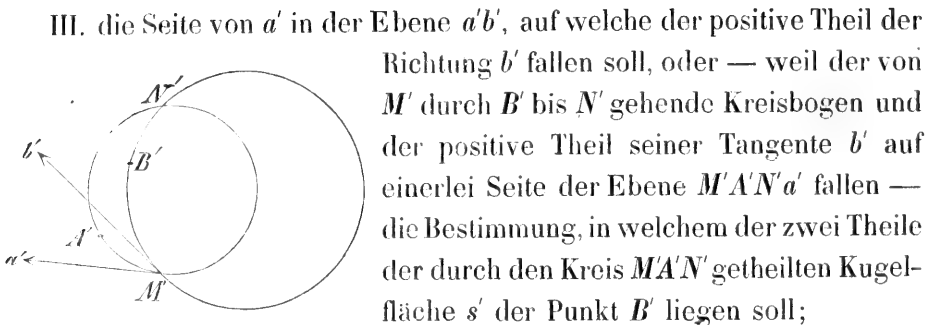 III. die Seite von a′ in der Ebene a′b′, auf welche der positive Theil der
Richtung b′ fallen soll, oder — weil der von
M′ durch B′ bis N′ gehende Kreisbogen und
der positive Theil seiner Tangente b′ auf
einerlei Seite der Ebene M′A′N′a′ fallen —
die Bestimmung, in welchem der zwei Theile
der durch den Kreis M′A′N′ getheilten Kugel-
fläche s′ der Punkt B′ liegen soll;
N′
b′
B′
A′
a′
M′